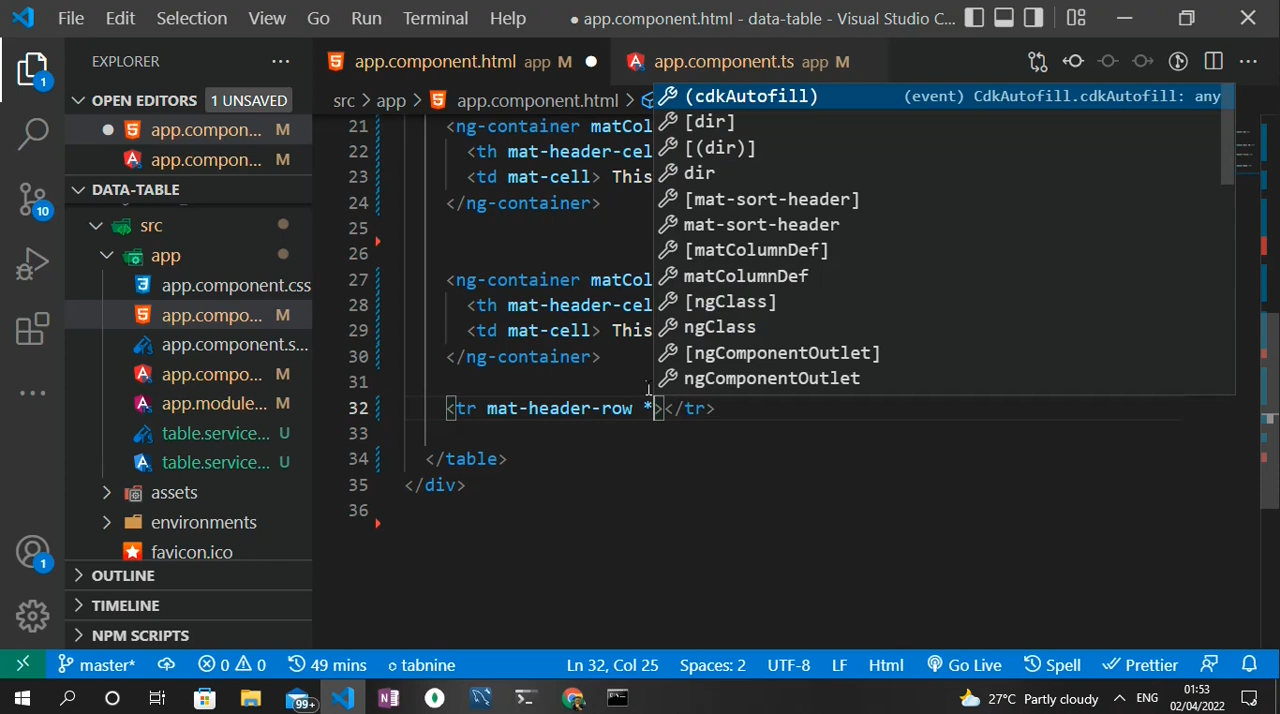 File Edit Selection View Go Run Terminal Help ● app.component.html - data-table - Visual Studio C...
EXPLORER
app.component.html app M
app.component.ts app M
OPEN EDITORS 1 UNSAVED
app.compon... M
app.compon... M
DATA-TABLE
src
app
app.component.css
app.compo... M
app.component.s...
app.compo... M
app.module... M
table.service... U
table.service... U
assets
environments
favicon.ico
OUTLINE
TIMELINE
NPM SCRIPTS
1
10
1
src > app > app.component.html >
21 <ng-container matCol
22 <th mat-header-cel
23 <td mat-cell> This
24 </ng-container>
25
26
27 <ng-container matCol
28 <th mat-header-cel
29 <td mat-cell> This
30 </ng-container>
31
32 <tr mat-header-row *></tr>
33
34 </table>
35 </div>
36
(cdkAutofill) (event) CdkAutofill.cdkAutofill: any
[dir]
[(dir)]
dir
[mat-sort-header]
mat-sort-header
[matColumnDef]
matColumnDef
[ngClass]
ngClass
[ngComponentOutlet]
ngComponentOutlet
master* 0 0 49 mins tabnine Ln 32, Col 25 Spaces: 2 UTF-8 LF Html Go Live Spell Prettier
99+ 27°C Partly cloudy ENG 01:53
02/04/2022